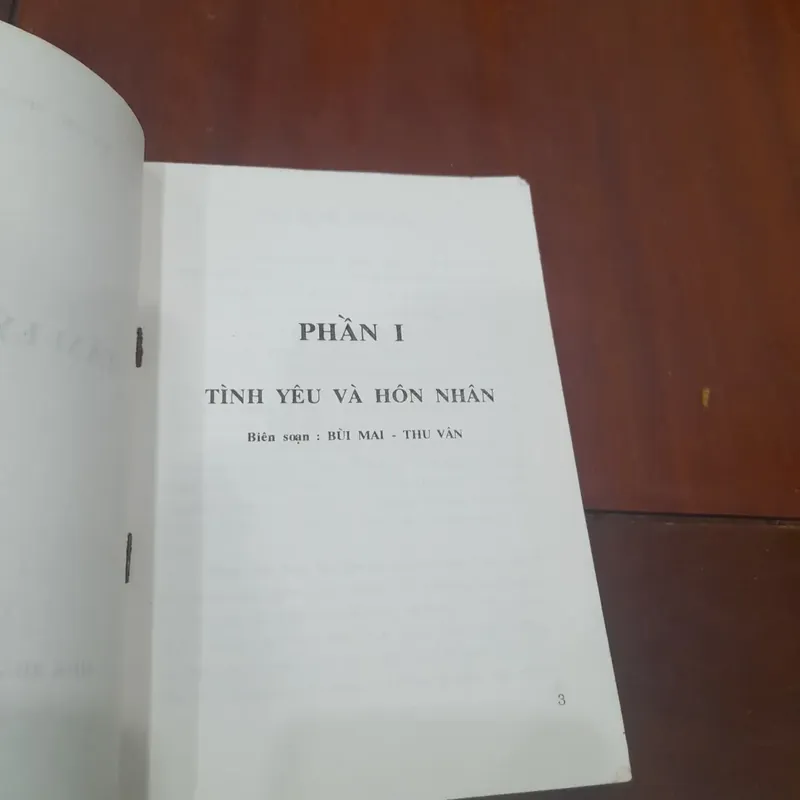 PHẦN I
TÌNH YÊU VÀ HÔN NHÂN
Biên soạn : BÙI MAI - THU VÂN
3